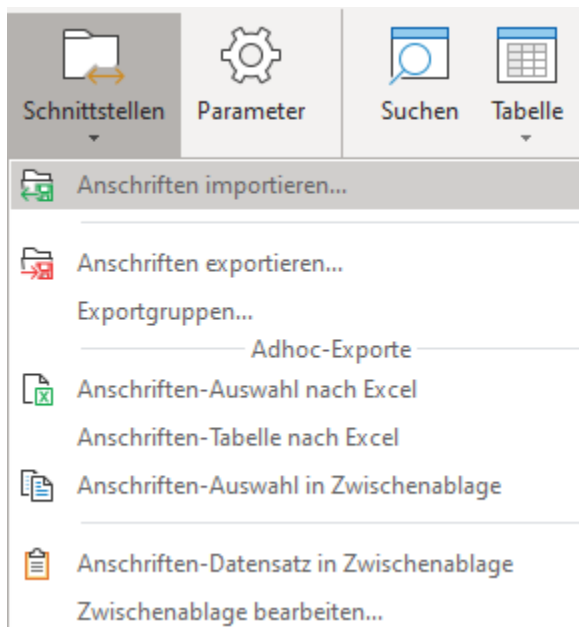 Schnittstellen Parameter Suchen Tabelle
Anschriften importieren...
Anschriften exportieren...
Exportgruppen...
Adhoc-Exporte
Anschriften-Auswahl nach Excel
Anschriften-Tabelle nach Excel
Anschriften-Auswahl in Zwischenablage
Anschriften-Datensatz in Zwischenablage
Zwischenablage bearbeiten...